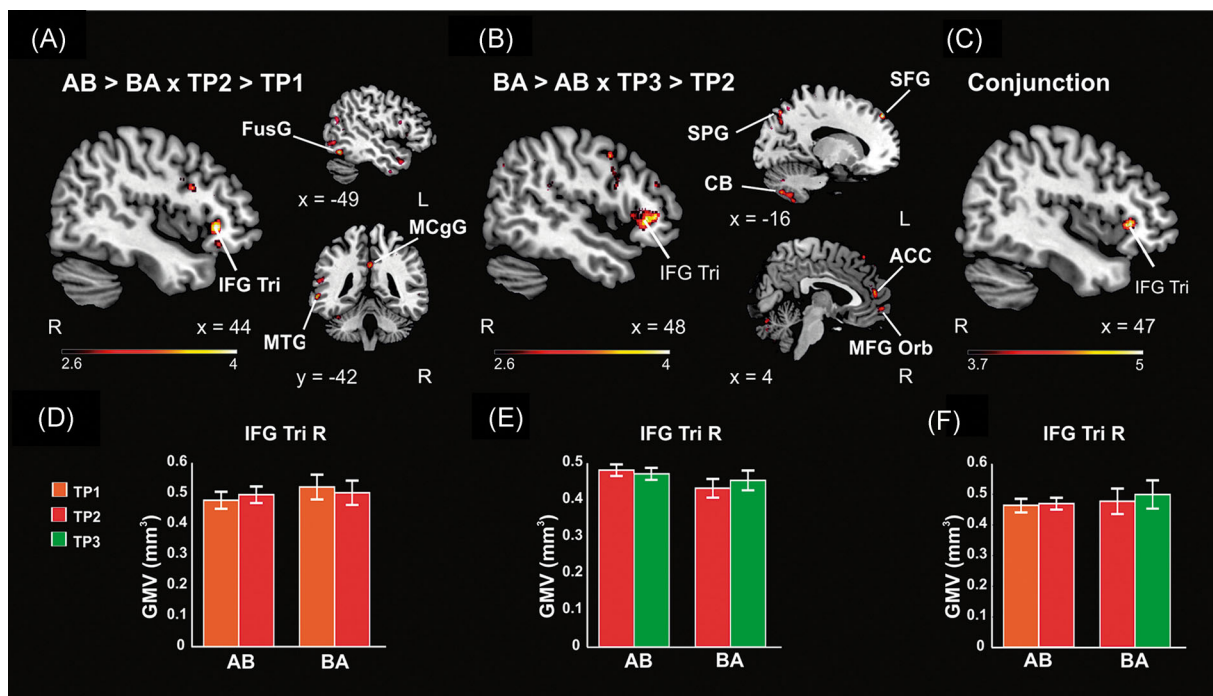 (A)
AB > BA x TP2 > TP1
FusG
x = -49
L
MCgG
IFG Tri
R
x = 44
MTG
2.6
4
y = -42
R
(B)
BA > AB x TP3 > TP2
SFG
SPG
CB
x = -16
L
IFG Tri
ACC
R
x = 48
MFG Orb
2.6
4
x = 4
R
(C)
Conjunction
IFG Tri
R
x = 47
3.7
5
(D)
IFG Tri R
TP1
TP2
TP3
GMV (mm³)
0.6
0.5
0.4
0.3
0.2
0.1
0
AB
BA
(E)
IFG Tri R
GMV (mm³)
0.5
0.4
0.3
0.2
0.1
0
AB
BA
(F)
IFG Tri R
GMV (mm³)
0.6
0.5
0.4
0.3
0.2
0.1
0
AB
BA